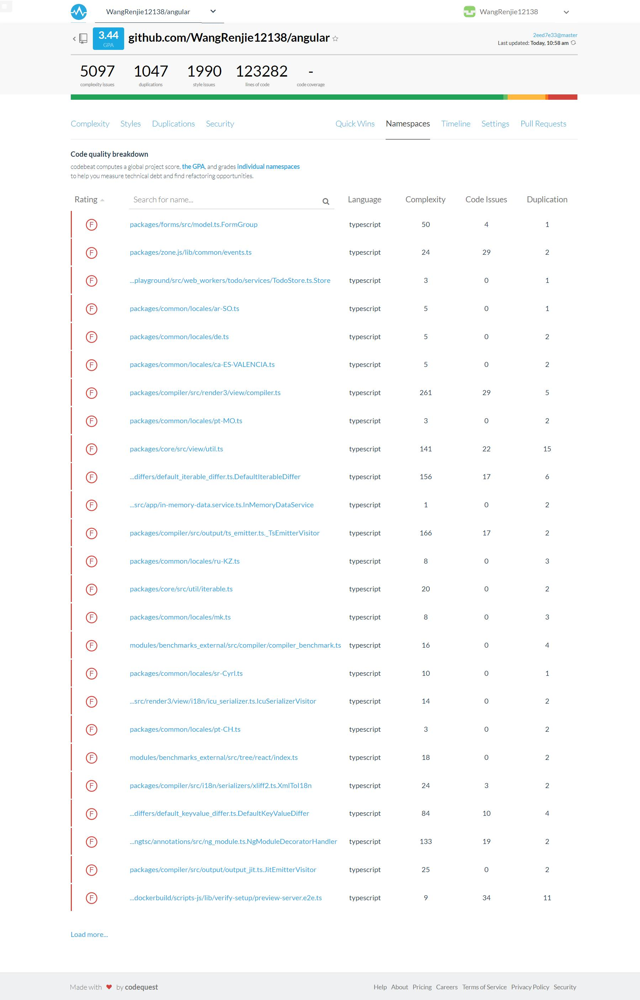 WangRenjie12138/angular
WangRenjie12138
3.44
GPA
github.com/WangRenjie12138/angular
2eed7e33@master
Last updated: Today, 10:58 am
5097 1047 1990 123282 -
complexity issues duplications style issues lines of code code coverage
Complexity Styles Duplications Security Quick Wins Namespaces Timeline Settings Pull Requests
Code quality breakdown
codebeat computes a global project score, the GPA, and grades individual namespaces
to help you measure technical debt and find refactoring opportunities.
Rating Search for name... Language Complexity Code Issues Duplication
F packages/forms/src/model.ts.FormGroup typescript 50 4 1
F packages/zone.js/lib/common/events.ts typescript 24 29 2
F ...playground/src/web_workers/todo/services/TodoStore.ts.Store typescript 3 0 1
F packages/common/locales/ar-SO.ts typescript 5 0 1
F packages/common/locales/de.ts typescript 5 0 2
F packages/common/locales/ca-ES-VALENCIA.ts typescript 5 0 2
F packages/compiler/src/render3/view/compiler.ts typescript 261 29 5
F packages/common/locales/pt-MO.ts typescript 3 0 2
F packages/core/src/view/util.ts typescript 141 22 15
F ...differs/default_iterable_differ.ts.DefaultIterableDiffer typescript 156 17 6
F ...src/app/in-memory-data.service.ts.InMemoryDataService typescript 1 0 2
F packages/compiler/src/output/ts_emitter.ts._TsEmitterVisitor typescript 166 17 2
F packages/common/locales/ru-KZ.ts typescript 8 0 3
F packages/core/src/util/iterable.ts typescript 20 0 2
F packages/common/locales/mk.ts typescript 8 0 3
F modules/benchmarks_external/src/compiler/compiler_benchmark.ts typescript 16 0 4
F packages/common/locales/sr-Cyrl.ts typescript 10 0 1
F ...src/render3/view/i18n/icu_serializer.ts.IcuSerializerVisitor typescript 14 0 2
F packages/common/locales/pt-CH.ts typescript 3 0 2
F modules/benchmarks_external/src/tree/react/index.ts typescript 18 0 2
F packages/compiler/src/i18n/serializers/xliff2.ts.XmlToI18n typescript 24 3 2
F ...differs/default_keyvalue_differ.ts.DefaultKeyValueDiffer typescript 84 10 4
F ...ngtsc/annotations/src/ng_module.ts.NgModuleDecoratorHandler typescript 133 19 2
F packages/compiler/src/output/output_jit.ts.JitEmitterVisitor typescript 25 0 2
F ...dockerbuild/scripts-js/lib/verify-setup/preview-server.e2e.ts typescript 9 34 11
Load more...
Made with ♥ by codequest Help About Pricing Careers Terms of Service Privacy Policy Security